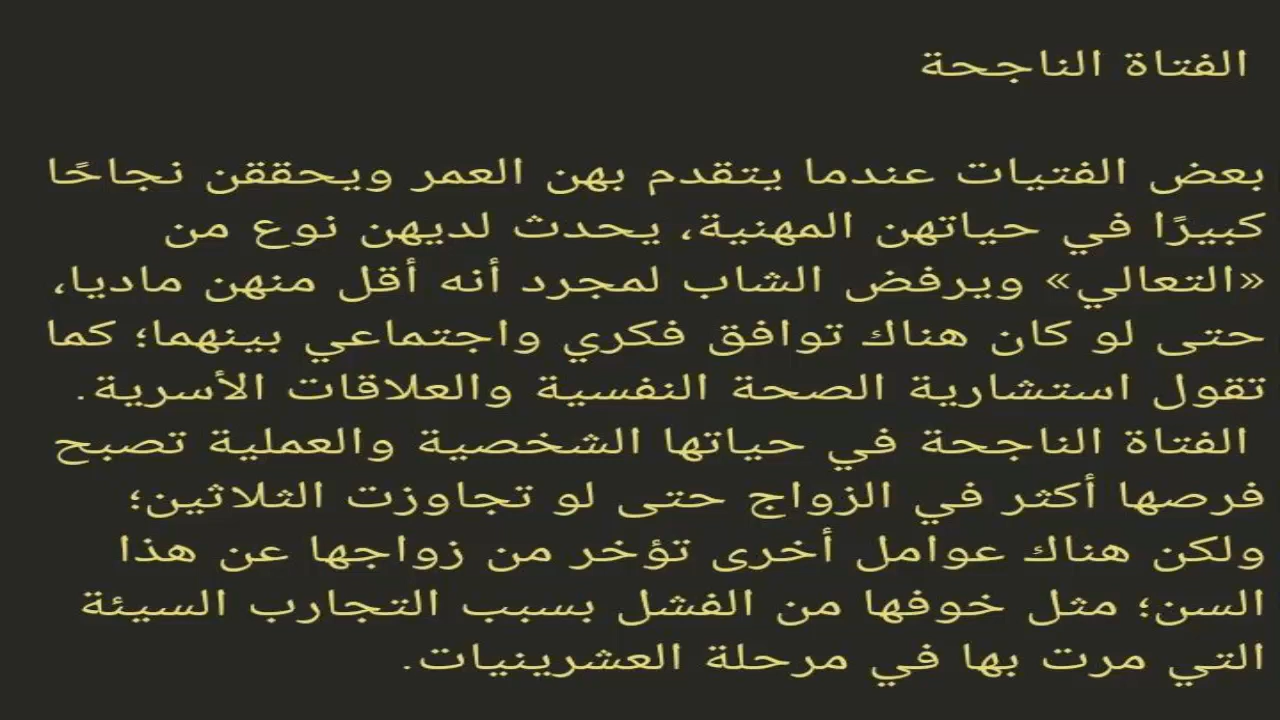 الفتاة الناجحة
بعض الفتيات عندما يتقدم بهن العمر ويحققن نجاحًا
كبيرًا في حياتهن المهنية، يحدث لديهن نوع من
«التعالي» ويرفض الشاب لمجرد أنه أقل منهن ماديا،
حتى لو كان هناك توافق فكري واجتماعي بينهما؛ كما
تقول استشارية الصحة النفسية والعلاقات الأسرية.
الفتاة الناجحة في حياتها الشخصية والعملية تصبح
فرصها أكثر في الزواج حتى لو تجاوزت الثلاثين؛
ولكن هناك عوامل أخرى تؤخر من زواجها عن هذا
السن؛ مثل خوفها من الفشل بسبب التجارب السيئة
التي مرت بها في مرحلة العشرينيات.